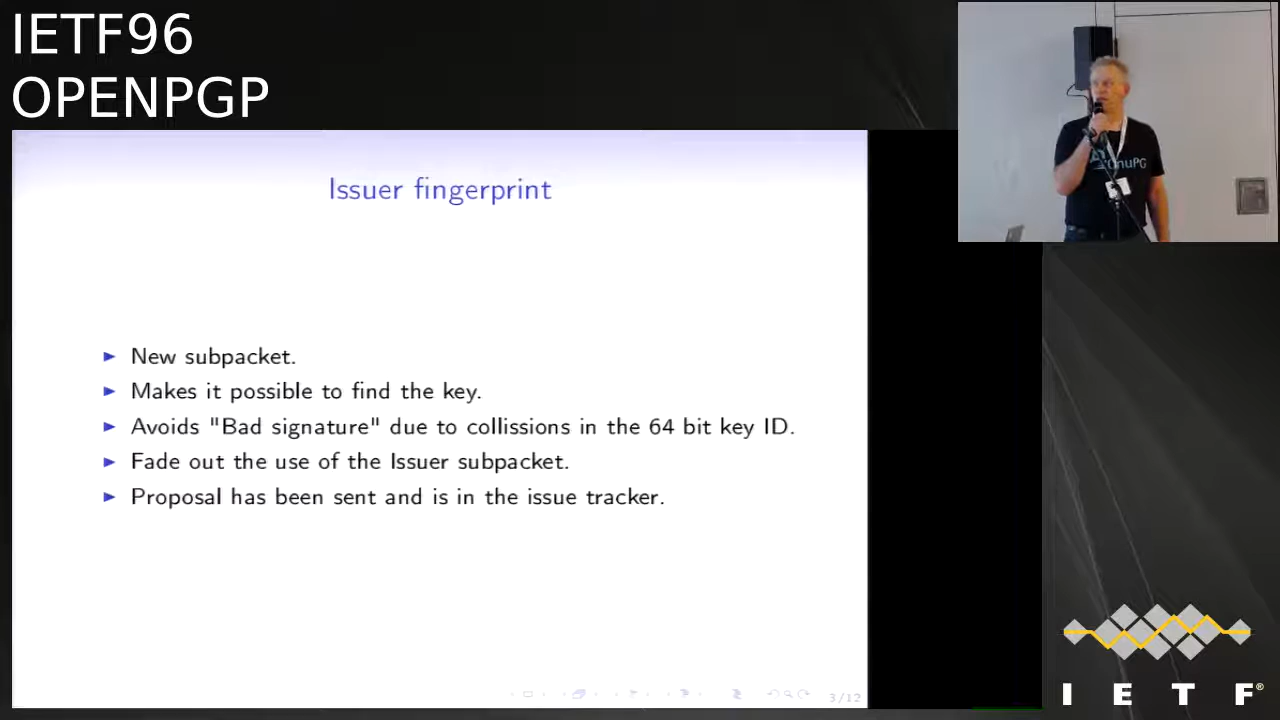 IETF96
OPENPGP
Issuer fingerprint
New subpacket.
Makes it possible to find the key.
Avoids "Bad signature" due to collissions in the 64 bit key ID.
Fade out the use of the Issuer subpacket.
Proposal has been sent and is in the issue tracker.
3/12
GnuPG
I E T F®